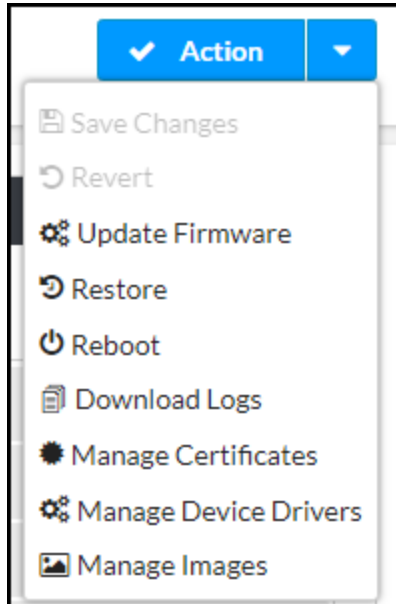 Action
Save Changes
Revert
Update Firmware
Restore
Reboot
Download Logs
Manage Certificates
Manage Device Drivers
Manage Images